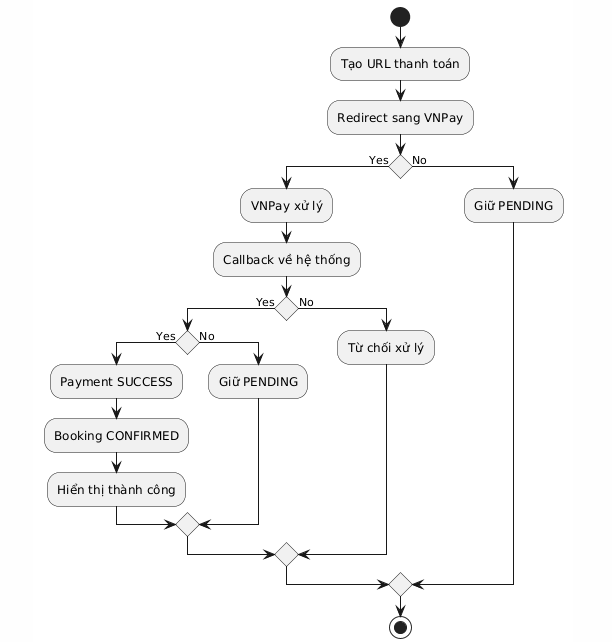 Tạo URL thanh toán
Redirect sang VNPay
Yes No
VNPay xử lý
Giữ PENDING
Callback về hệ thống
Yes No
Yes No
Từ chối xử lý
Payment SUCCESS
Giữ PENDING
Booking CONFIRMED
Hiển thị thành công